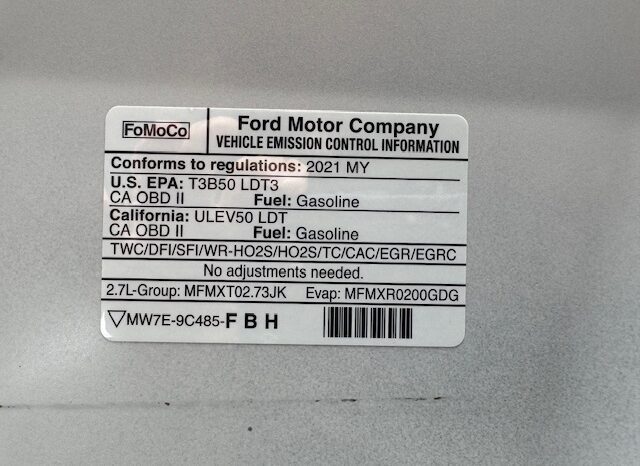 FoMoCo
Ford Motor Company
VEHICLE EMISSION CONTROL INFORMATION
Conforms to regulations: 2021 MY
U.S. EPA: T3B50 LDT3
CA OBD II Fuel: Gasoline
California: ULEV50 LDT
CA OBD II Fuel: Gasoline
TWC/DFI/SFI/WR-HO2S/HO2S/TC/CAC/EGR/EGRC
No adjustments needed.
2.7L-Group: MFMXT02.73JK Evap: MFMXR0200GDG
▽MW7E-9C485-F B H